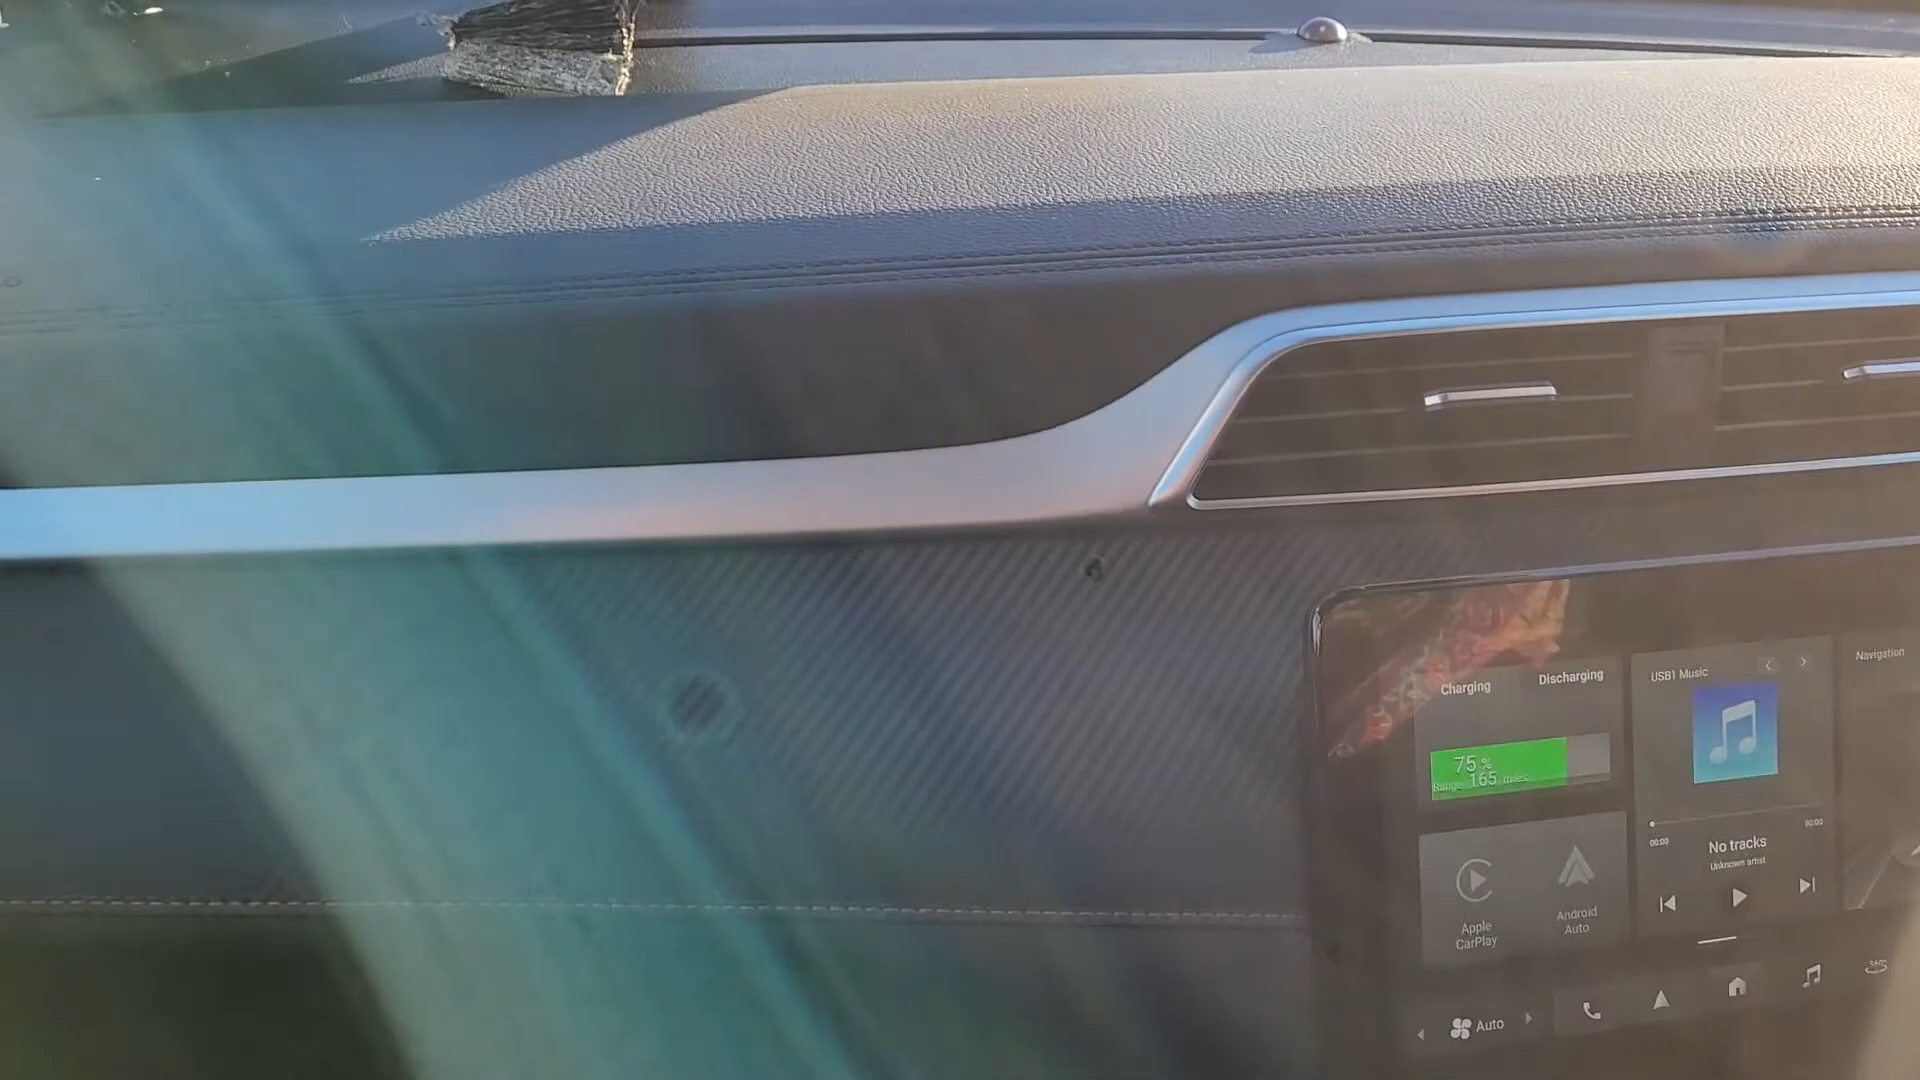 Charging Discharging
75 %
Range 165 miles
Apple
CarPlay
Android
Auto
USB1 Music
00:00 00:00
No tracks
Unknown artist
Navigation
Auto
360°